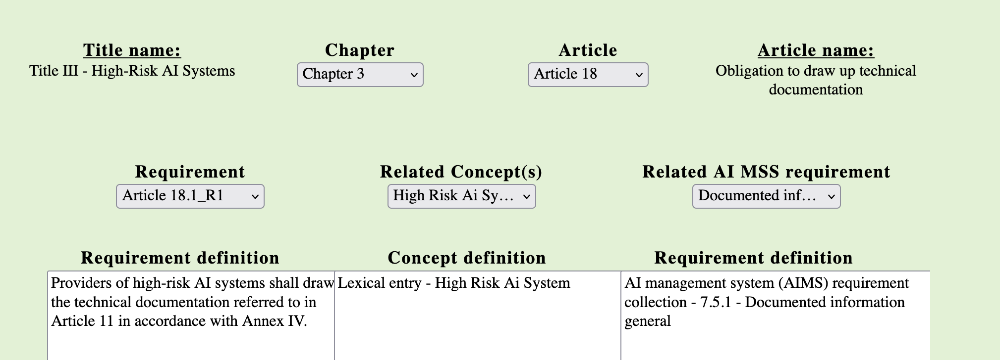 Title name:
Title III - High-Risk AI Systems
Chapter
Chapter 3
Article
Article 18
Article name:
Obligation to draw up technical
documentation
Requirement
Article 18.1_R1
Related Concept(s)
High Risk Ai Sy...
Related AI MSS requirement
Documented inf...
Requirement definition
Providers of high-risk AI systems shall draw
the technical documentation referred to in
Article 11 in accordance with Annex IV.
Concept definition
Lexical entry - High Risk Ai System
Requirement definition
AI management system (AIMS) requirement
collection - 7.5.1 - Documented information
general